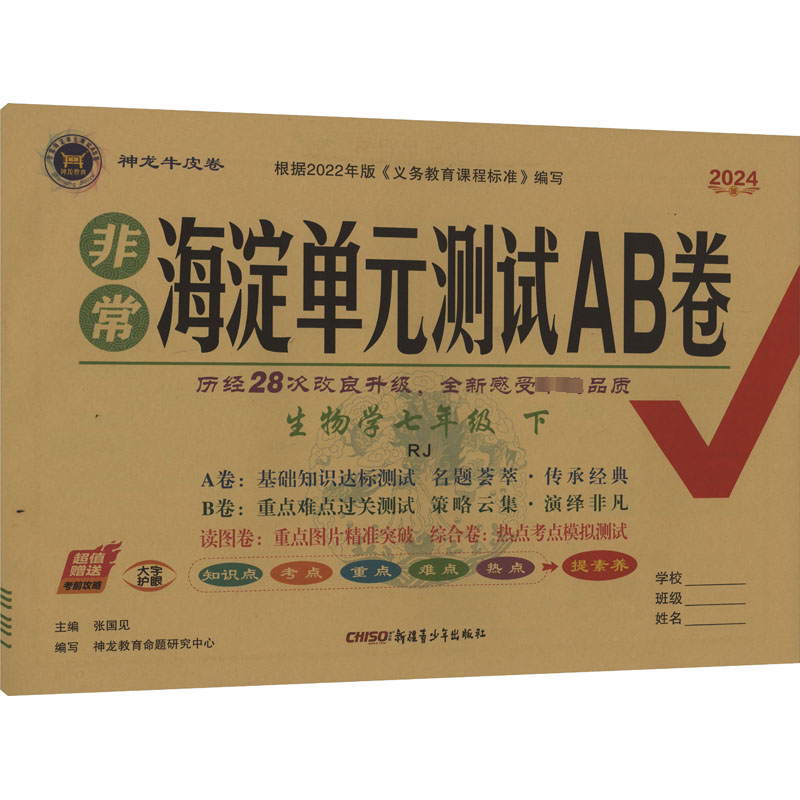 神龙教育
神龙牛皮卷
根据2022年版《义务教育课程标准》编写
2024
版
非常
海淀单元测试AB卷
历经28次改良升级，全新感受
品质
生物学七年级 下
RJ
A卷：基础知识达标测试 名题荟萃·传承经典
B卷：重点难点过关测试 策略云集·演绎非凡
读图卷：重点图片精准突破 综合卷：热点考点模拟测试
超值
赠送
考前攻略
大字
护眼
知识点 考点 重点 难点 热点 提素养
学校
班级
姓名
主编 张国见
编写 神龙教育命题研究中心
CHISO 新疆青少年出版社